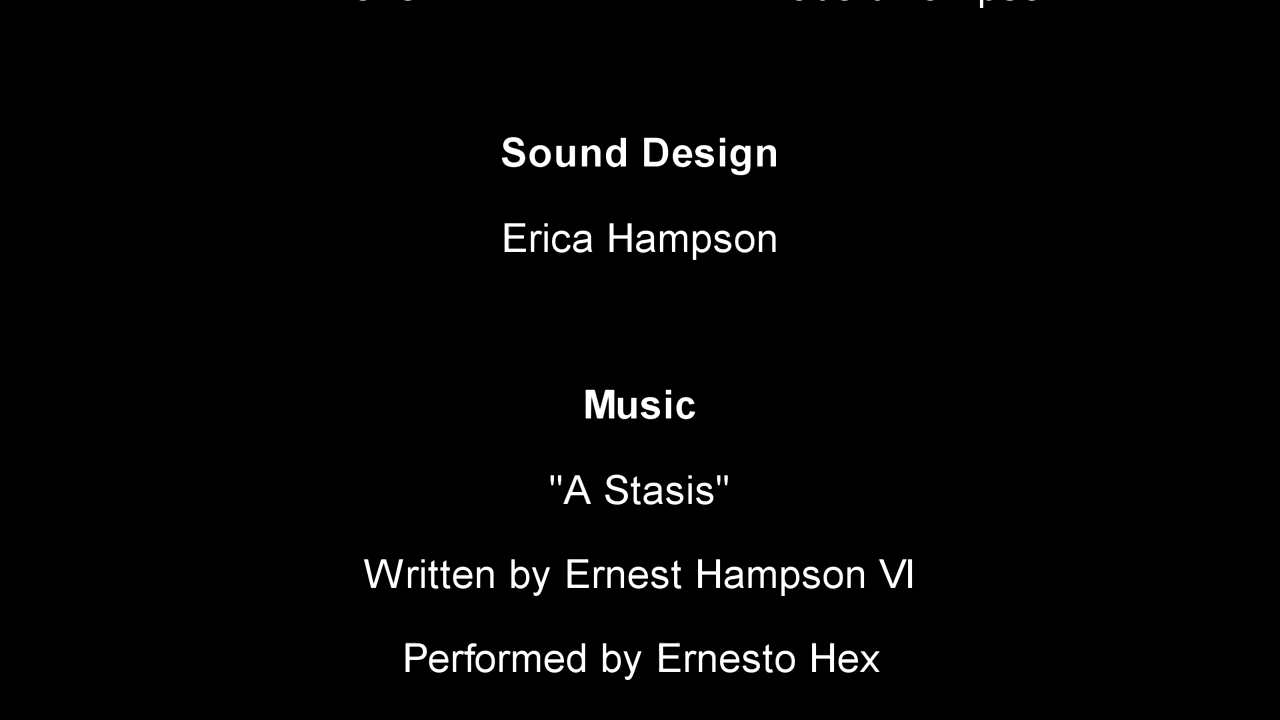 Sound Design
Erica Hampson
Music
"A Stasis"
Written by Ernest Hampson VI
Performed by Ernesto Hex